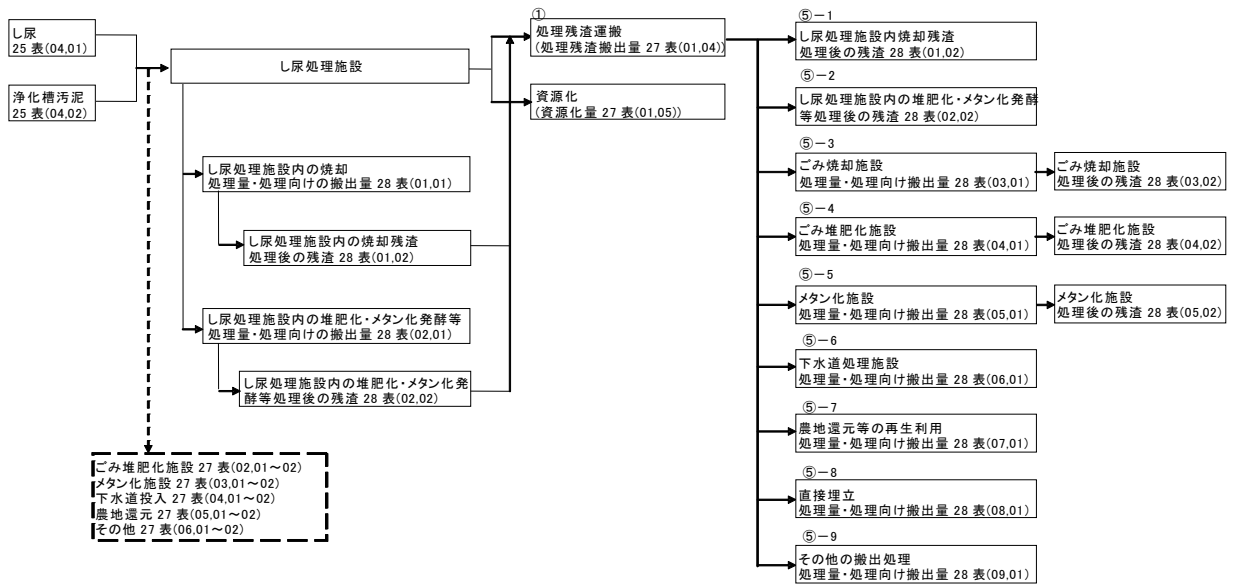 し尿
25 表(04,01)
浄化槽汚泥
25 表(04,02)
し尿処理施設
し尿処理施設内の焼却
処理量・処理向けの搬出量 28 表(01,01)
し尿処理施設内の焼却残渣
処理後の残渣 28 表(01,02)
し尿処理施設内の堆肥化・メタン化発酵等
処理量・処理向けの搬出量 28 表(02,01)
し尿処理施設内の堆肥化・メタン化発
酵等処理後の残渣 28 表(02,02)
ごみ堆肥化施設 27 表(02,01～02)
メタン化施設 27 表(03,01～02)
下水道投入 27 表(04,01～02)
農地還元 27 表(05,01～02)
その他 27 表(06,01～02)
①
処理残渣運搬
(処理残渣搬出量 27 表(01,04))
資源化
(資源化量 27 表(01,05))
⑤－1
し尿処理施設内焼却残渣
処理後の残渣 28 表(01,02)
⑤－2
し尿処理施設内の堆肥化・メタン化発酵
等処理後の残渣 28 表(02,02)
⑤－3
ごみ焼却施設
処理量・処理向け搬出量 28 表(03,01)
ごみ焼却施設
処理後の残渣 28 表(03,02)
⑤－4
ごみ堆肥化施設
処理量・処理向け搬出量 28 表(04,01)
ごみ堆肥化施設
処理後の残渣 28 表(04,02)
⑤－5
メタン化施設
処理量・処理向け搬出量 28 表(05,01)
メタン化施設
処理後の残渣 28 表(05,02)
⑤－6
下水道処理施設
処理量・処理向け搬出量 28 表(06,01)
⑤－7
農地還元等の再生利用
処理量・処理向け搬出量 28 表(07,01)
⑤－8
直接埋立
処理量・処理向け搬出量 28 表(08,01)
⑤－9
その他の搬出処理
処理量・処理向け搬出量 28 表(09,01)